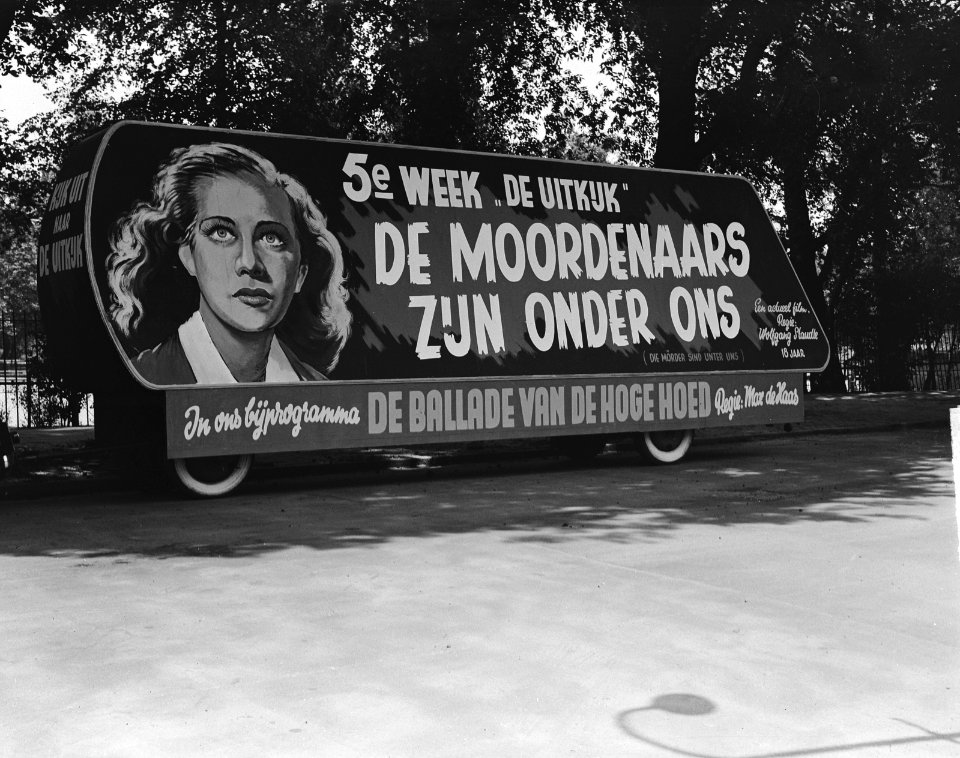 KIJK UIT
NAAR
DE UITKIJK
5e WEEK „DE UITKIJK"
DE MOORDENAARS
ZIJN ONDER ONS
(DIE MÖRDER SIND UNTER UNS)
Een actueel film.
Regie:
Wolfgang Staudte
18 JAAR
In ons bijprogramma DE BALLADE VAN DE HOGE HOED Regie: Max de Haas